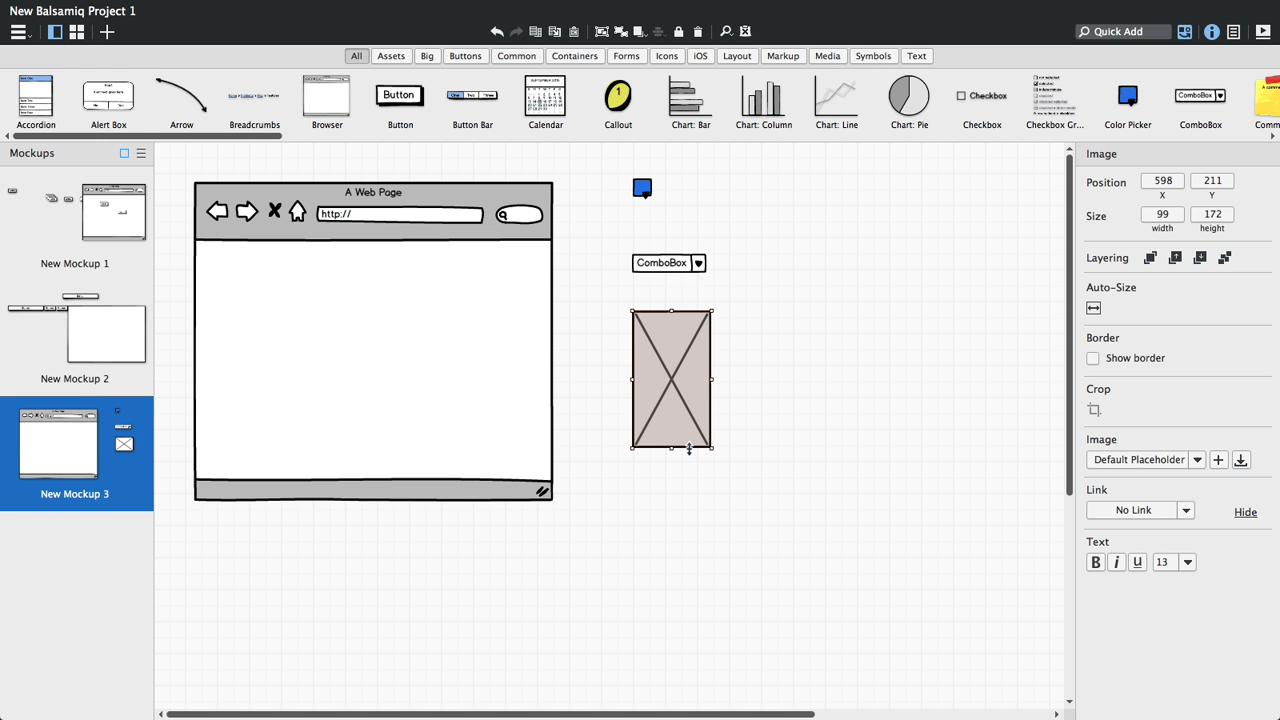 New Balsamiq Project 1
Quick Add
All
Assets
Big
Buttons
Common
Containers
Forms
Icons
iOS
Layout
Markup
Media
Symbols
Text
Button
1
ComboBox
Checkbox
Accordion
Alert Box
Arrow
Breadcrumbs
Browser
Button
Button Bar
Calendar
Callout
Chart: Bar
Chart: Column
Chart: Line
Chart: Pie
Checkbox
Checkbox Gr...
Color Picker
ComboBox
Comm
Mockups
New Mockup 1
New Mockup 2
New Mockup 3
A Web Page
http://
ComboBox
Image
Position
598
211
X
Y
Size
99
172
width
height
Layering
Auto-Size
Border
Show border
Crop
Image
Default Placeholder
Link
No Link
Hide
Text
B
i
U
13